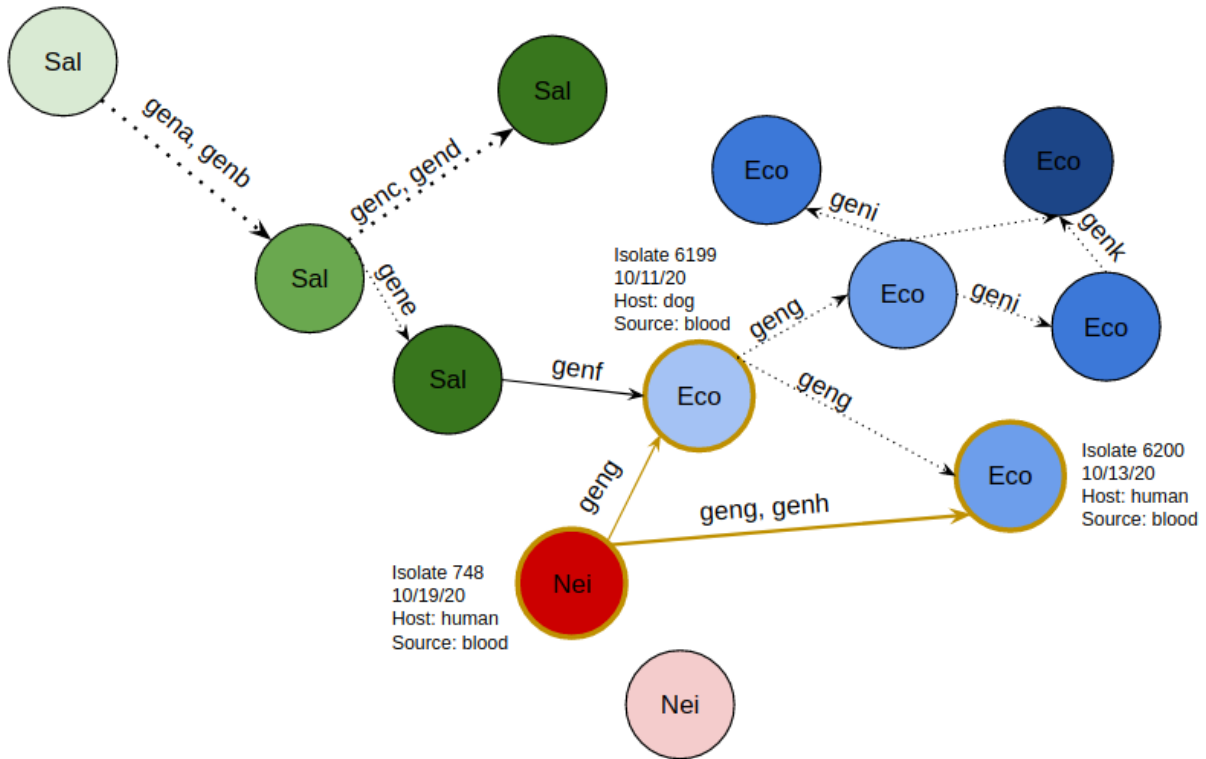 Sal
gena, genb
Sal
genc, gend
Sal
gene
Sal
genf
Isolate 6199
10/11/20
Host: dog
Source: blood
Eco
geng
Eco
geni
Eco
geni
Eco
genk
Eco
geng
Eco
Isolate 6200
10/13/20
Host: human
Source: blood
geng
geng, genh
Isolate 748
10/19/20
Host: human
Source: blood
Nei
Nei